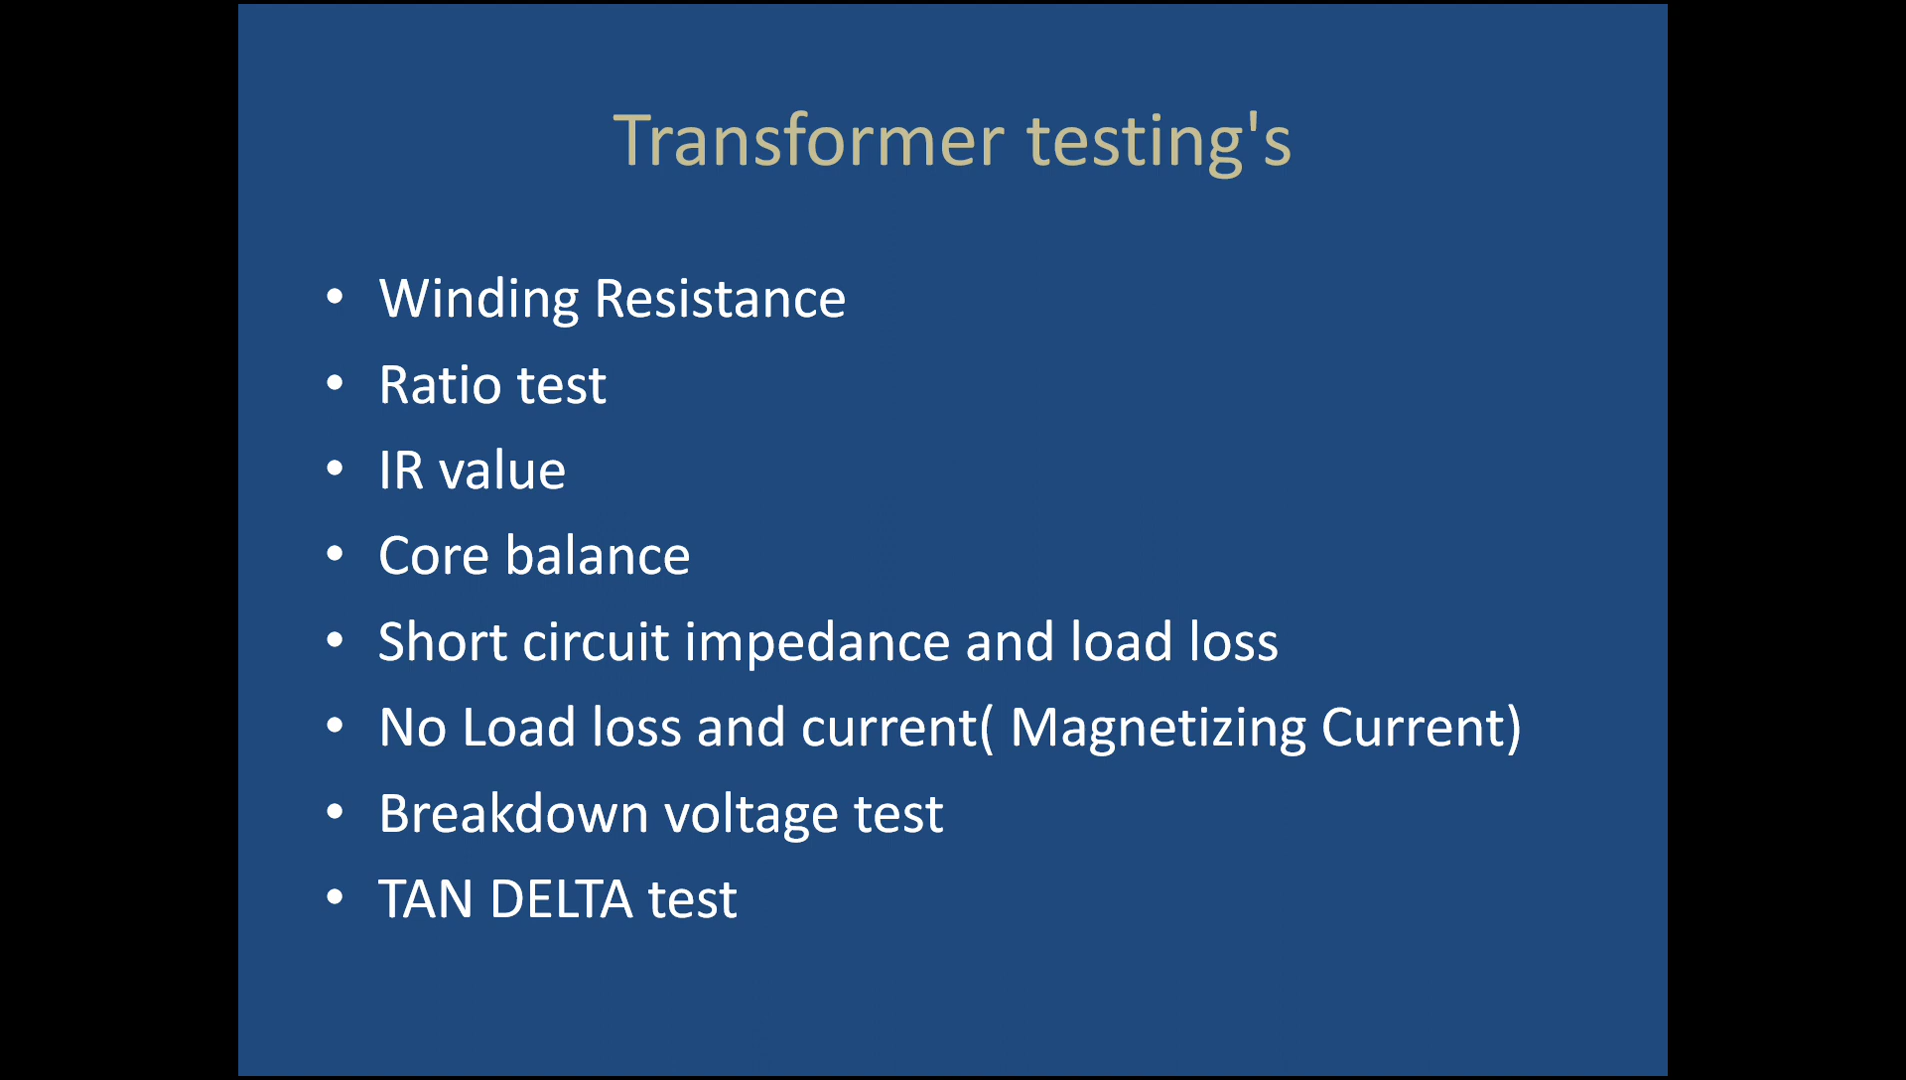 Transformer testing's
• Winding Resistance
• Ratio test
• IR value
• Core balance
• Short circuit impedance and load loss
• No Load loss and current( Magnetizing Current)
• Breakdown voltage test
• TAN DELTA test